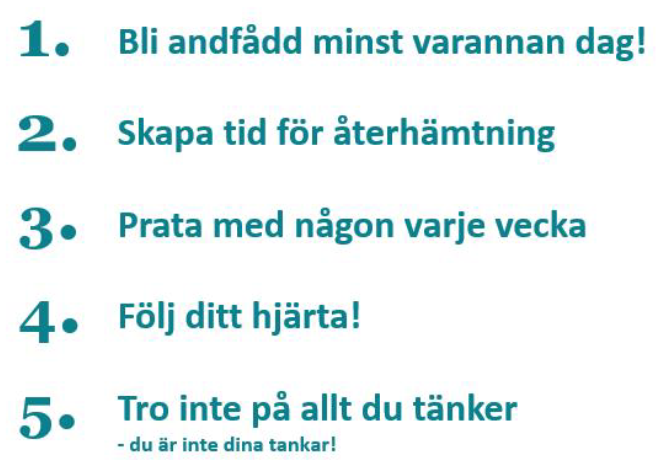 1. Bli andfådd minst varannan dag!
2. Skapa tid för återhämtning
3. Prata med någon varje vecka
4. Följ ditt hjärta!
5. Tro inte på allt du tänker
- du är inte dina tankar!